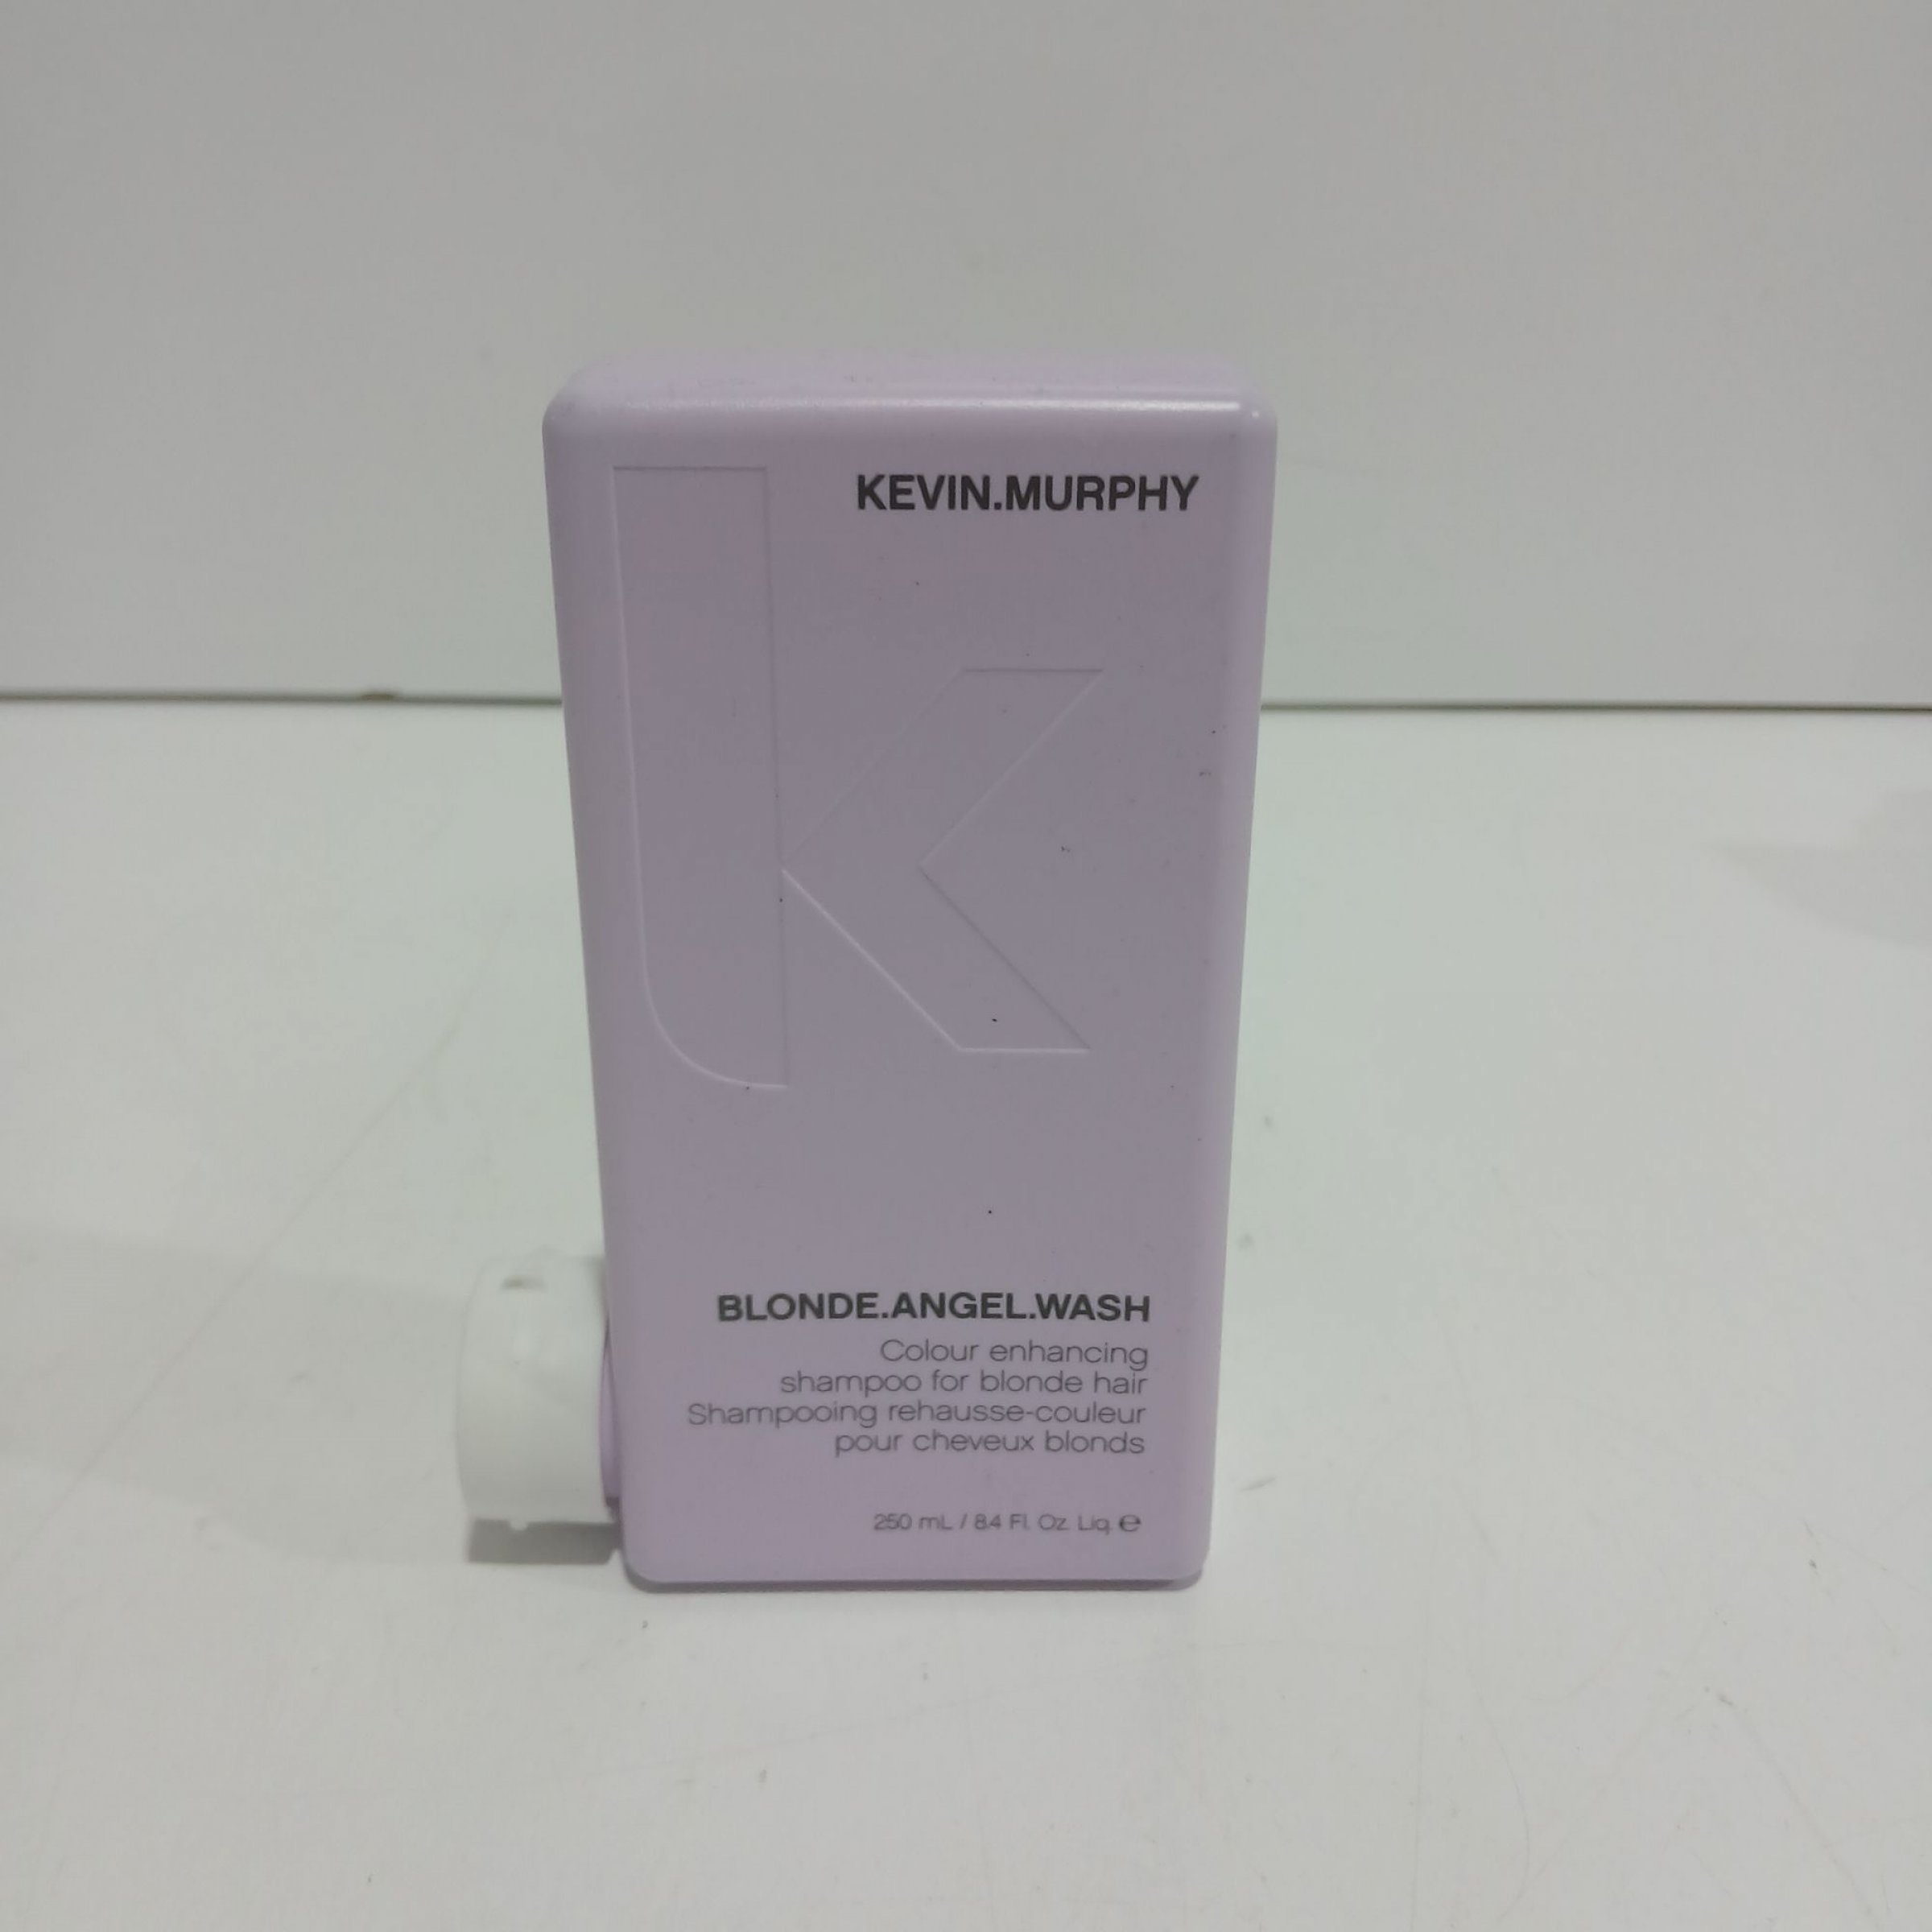 KEVIN.MURPHY
BLONDE.ANGEL.WASH
Colour enhancing
shampoo for blonde hair
Shampooing rehausse-couleur
pour cheveux blonds
250 mL / 8.4 Fl. Oz. Liq. ℮